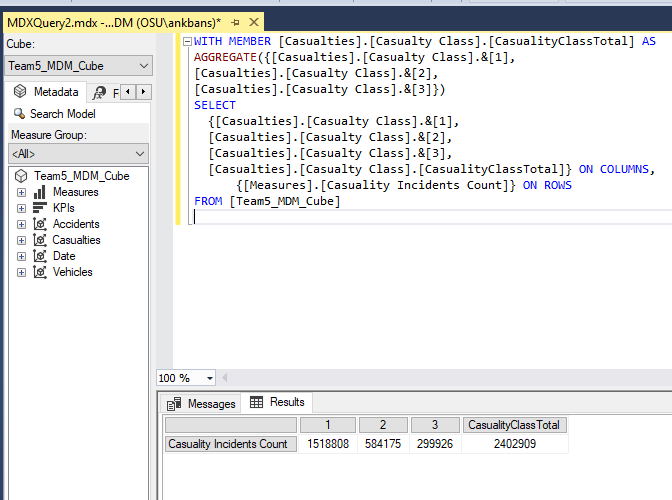 MDXQuery2.mdx -...DM (OSU\ankbans)*
Cube:
Team5_MDM_Cube
Metadata
F
Search Model
Measure Group:
<All>
Team5_MDM_Cube
Measures
KPIs
Accidents
Casualties
Date
Vehicles
WITH MEMBER [Casualties].[Casualty Class].[CasualityClassTotal] AS
AGGREGATE({[Casualties].[Casualty Class].&[1],
[Casualties].[Casualty Class].&[2],
[Casualties].[Casualty Class].&[3]})
SELECT
{[Casualties].[Casualty Class].&[1],
[Casualties].[Casualty Class].&[2],
[Casualties].[Casualty Class].&[3],
[Casualties].[Casualty Class].[CasualityClassTotal]} ON COLUMNS,
{[Measures].[Casuality Incidents Count]} ON ROWS
FROM [Team5_MDM_Cube]
100 %
Messages Results
1 2 3 CasualityClassTotal
Casuality Incidents Count 1518808 584175 299926 2402909